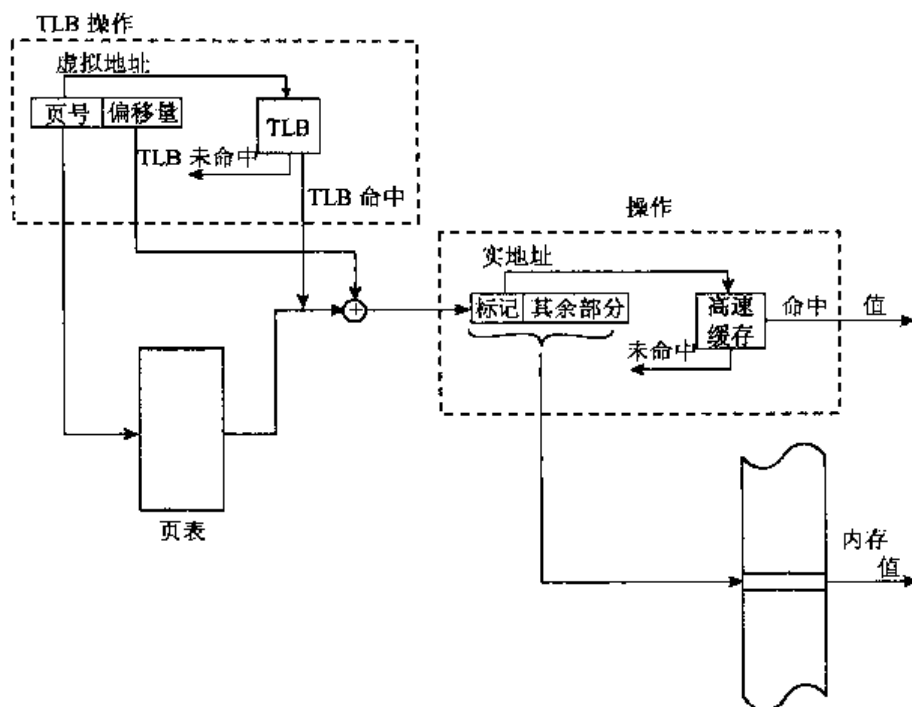 TLB 操作
虚拟地址
页号 偏移量
TLB
TLB 未命中
TLB 命中
操作
实地址
标记 其余部分
高速
缓存
命中 值
未命中
页表
内存
值